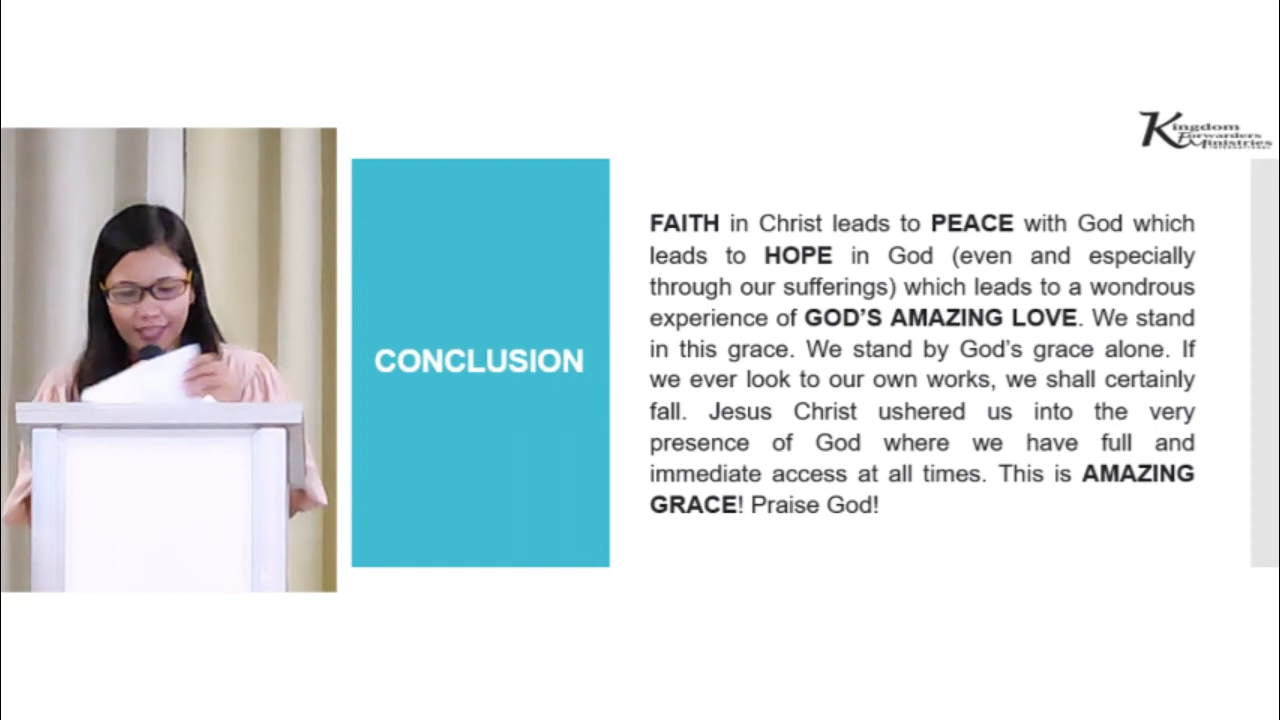 Kingdom
Forwarders
Ministries
INTERNATIONAL
CONCLUSION
FAITH in Christ leads to PEACE with God which
leads to HOPE in God (even and especially
through our sufferings) which leads to a wondrous
experience of GOD’S AMAZING LOVE. We stand
in this grace. We stand by God’s grace alone. If
we ever look to our own works, we shall certainly
fall. Jesus Christ ushered us into the very
presence of God where we have full and
immediate access at all times. This is AMAZING
GRACE! Praise God!